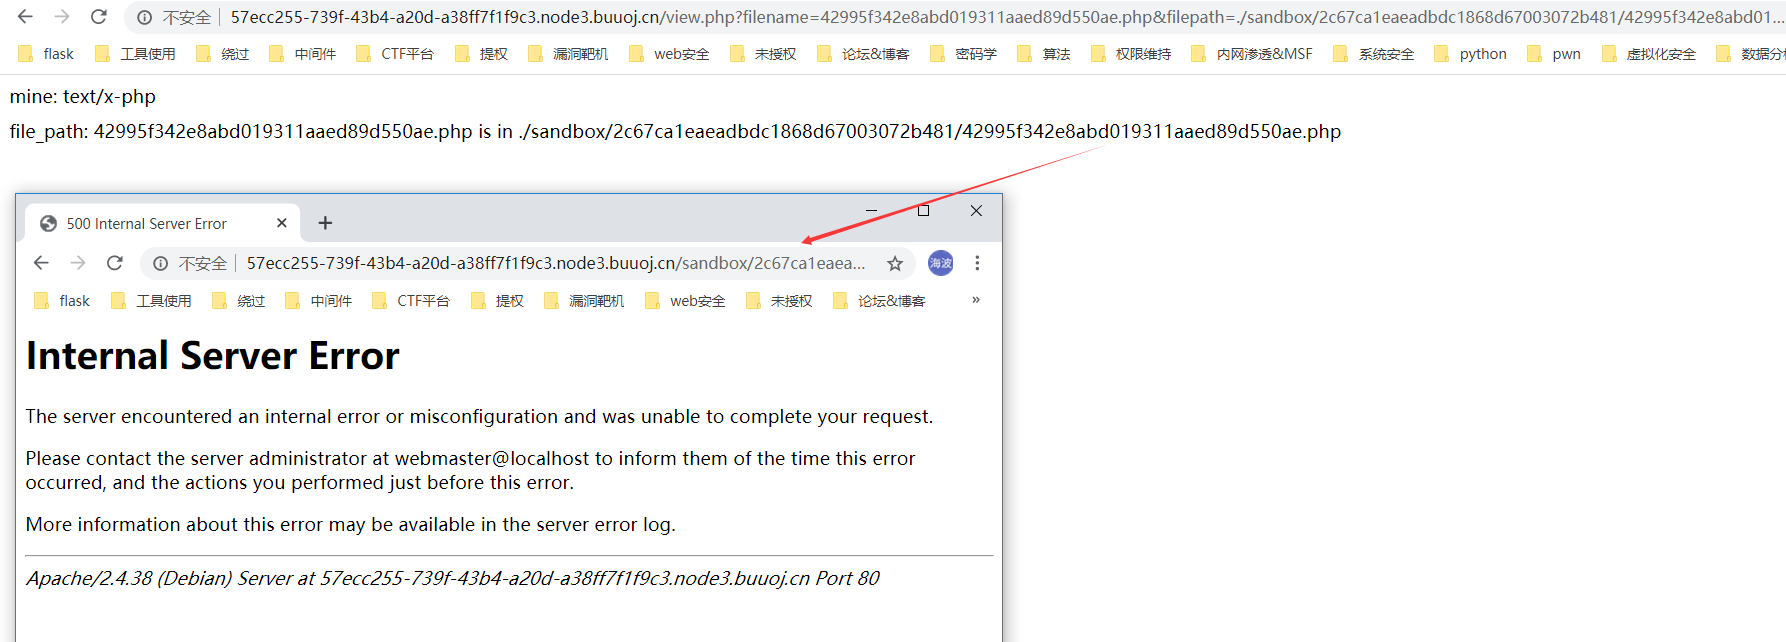 不安全 57ecc255-739f-43b4-a20d-a38ff7f1f9c3.node3.buuoj.cn/view.php?filename=42995f342e8abd019311aaed89d550ae.php&filepath=./sandbox/2c67ca1eaeadbdc1868d67003072b481/42995f342e8abd01...
flask 工具使用 绕过 中间件 CTF平台 提权 漏洞靶机 web安全 未授权 论坛&博客 密码学 算法 权限维持 内网渗透&MSF 系统安全 python pwn 虚拟化安全 数据分析
mine: text/x-php
file_path: 42995f342e8abd019311aaed89d550ae.php is in ./sandbox/2c67ca1eaeadbdc1868d67003072b481/42995f342e8abd019311aaed89d550ae.php
500 Internal Server Error
不安全 57ecc255-739f-43b4-a20d-a38ff7f1f9c3.node3.buuoj.cn/sandbox/2c67ca1eaea... 海波
flask 工具使用 绕过 中间件 CTF平台 提权 漏洞靶机 web安全 未授权 论坛&博客 »
Internal Server Error
The server encountered an internal error or misconfiguration and was unable to complete your request.
Please contact the server administrator at webmaster@localhost to inform them of the time this error
occurred, and the actions you performed just before this error.
More information about this error may be available in the server error log.
Apache/2.4.38 (Debian) Server at 57ecc255-739f-43b4-a20d-a38ff7f1f9c3.node3.buuoj.cn Port 80